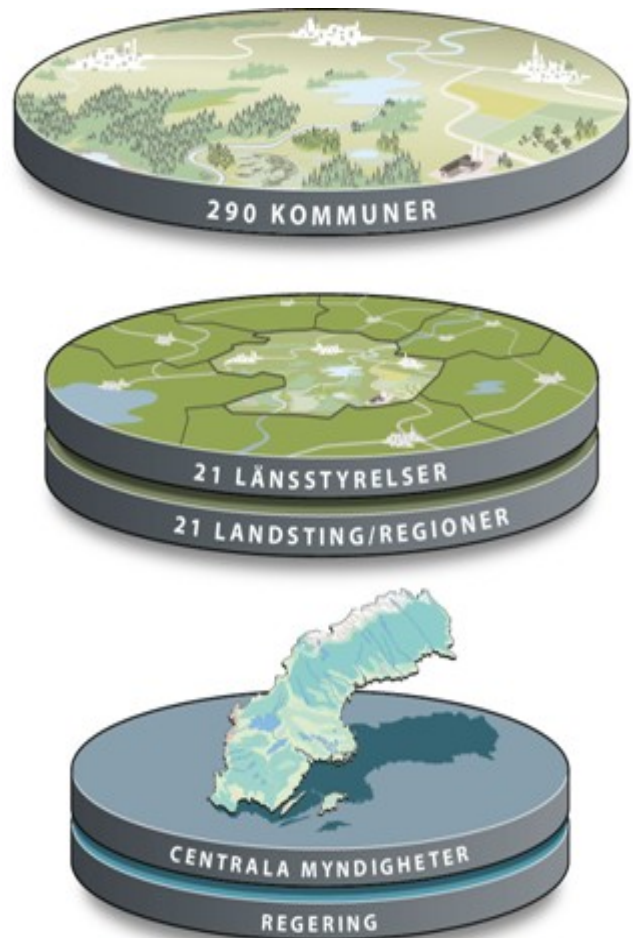 290 KOMMUNER
21 LÄNSSTYRELSER
21 LANDSTING/REGIONER
CENTRALA MYNDIGHETER
REGERING